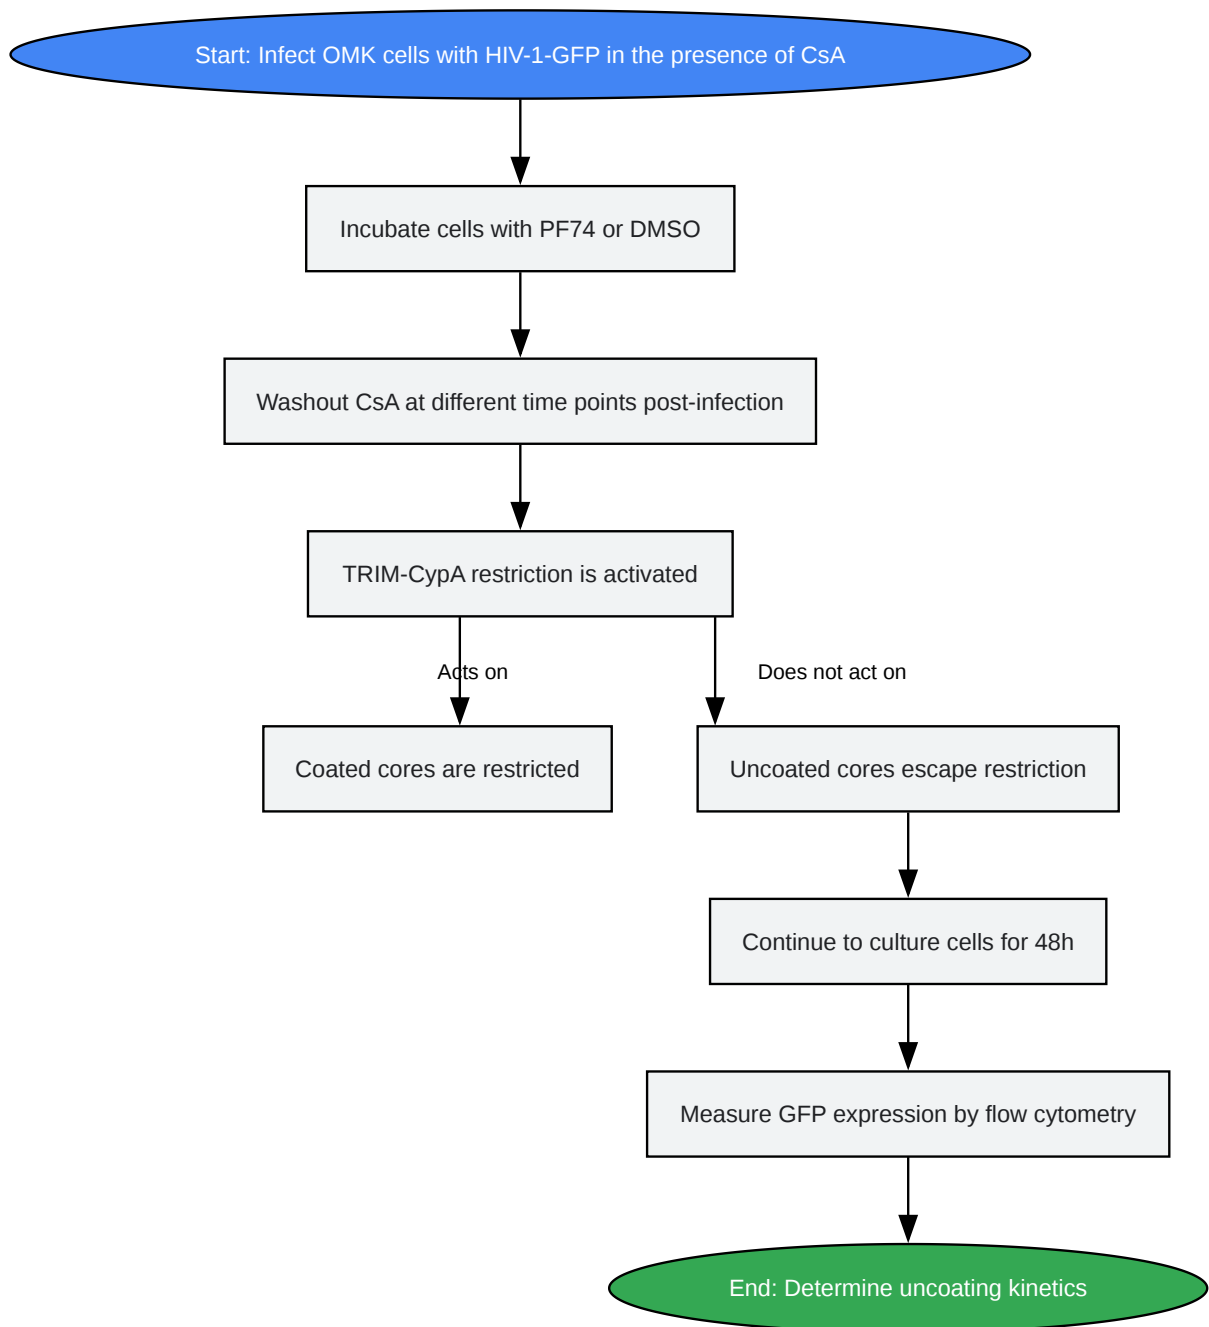 Start: Infect OMK cells with HIV-1-GFP in the presence of CsA
Incubate cells with PF74 or DMSO
Washout CsA at different time points post-infection
TRIM-CypA restriction is activated
Acts on
Does not act on
Coated cores are restricted
Uncoated cores escape restriction
Continue to culture cells for 48h
Measure GFP expression by flow cytometry
End: Determine uncoating kinetics